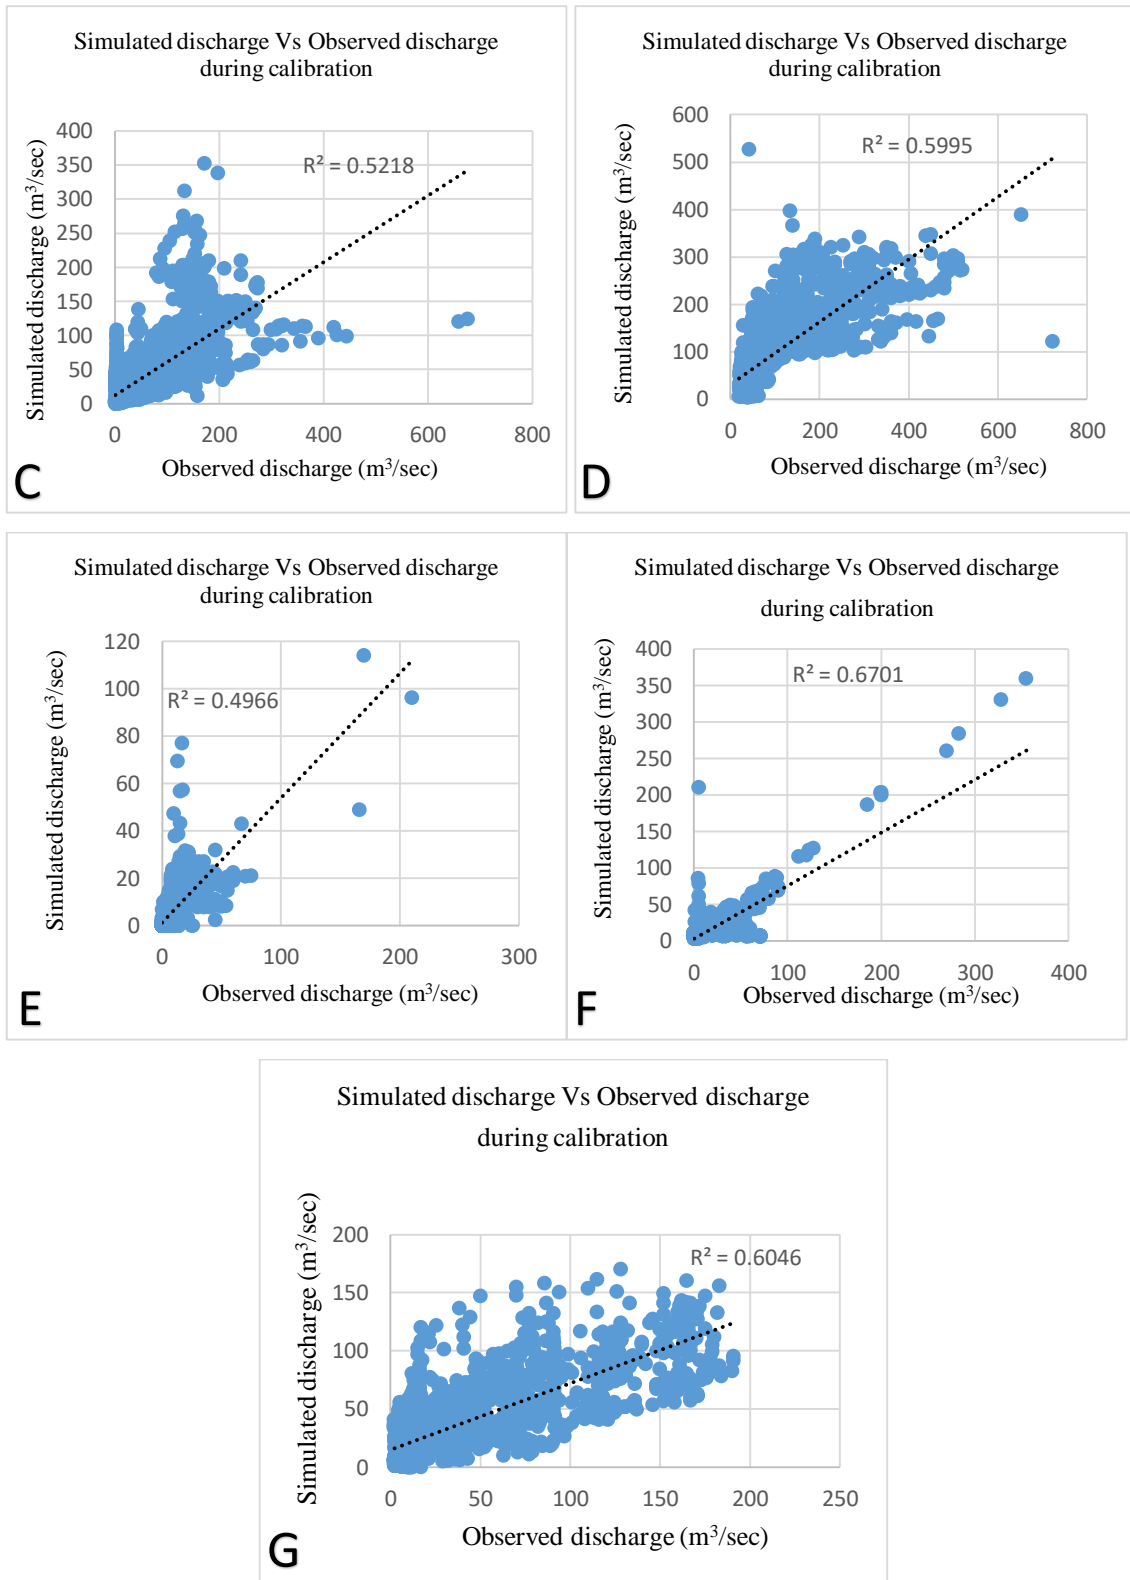 Simulated discharge Vs Observed discharge
during calibration
Simulated discharge (m³/sec)
400
350
300
250
200
150
100
50
0
R² = 0.5218
0 200 400 600 800
Observed discharge (m³/sec)
C
Simulated discharge Vs Observed discharge
during calibration
Simulated discharge (m³/sec)
600
500
400
300
200
100
0
R² = 0.5995
0 200 400 600 800
Observed discharge (m³/sec)
D
Simulated discharge Vs Observed discharge
during calibration
Simulated discharge (m³/sec)
120
100
80
60
40
20
0
R² = 0.4966
0 100 200 300
Observed discharge (m³/sec)
E
Simulated discharge Vs Observed discharge
during calibration
Simulated discharge (m³/sec)
400
350
300
250
200
150
100
50
0
R² = 0.6701
0 100 200 300 400
Observed discharge (m³/sec)
F
Simulated discharge Vs Observed discharge
during calibration
Simulated discharge (m³/sec)
200
150
100
50
0
R² = 0.6046
0 50 100 150 200 250
Observed discharge (m³/sec)
G